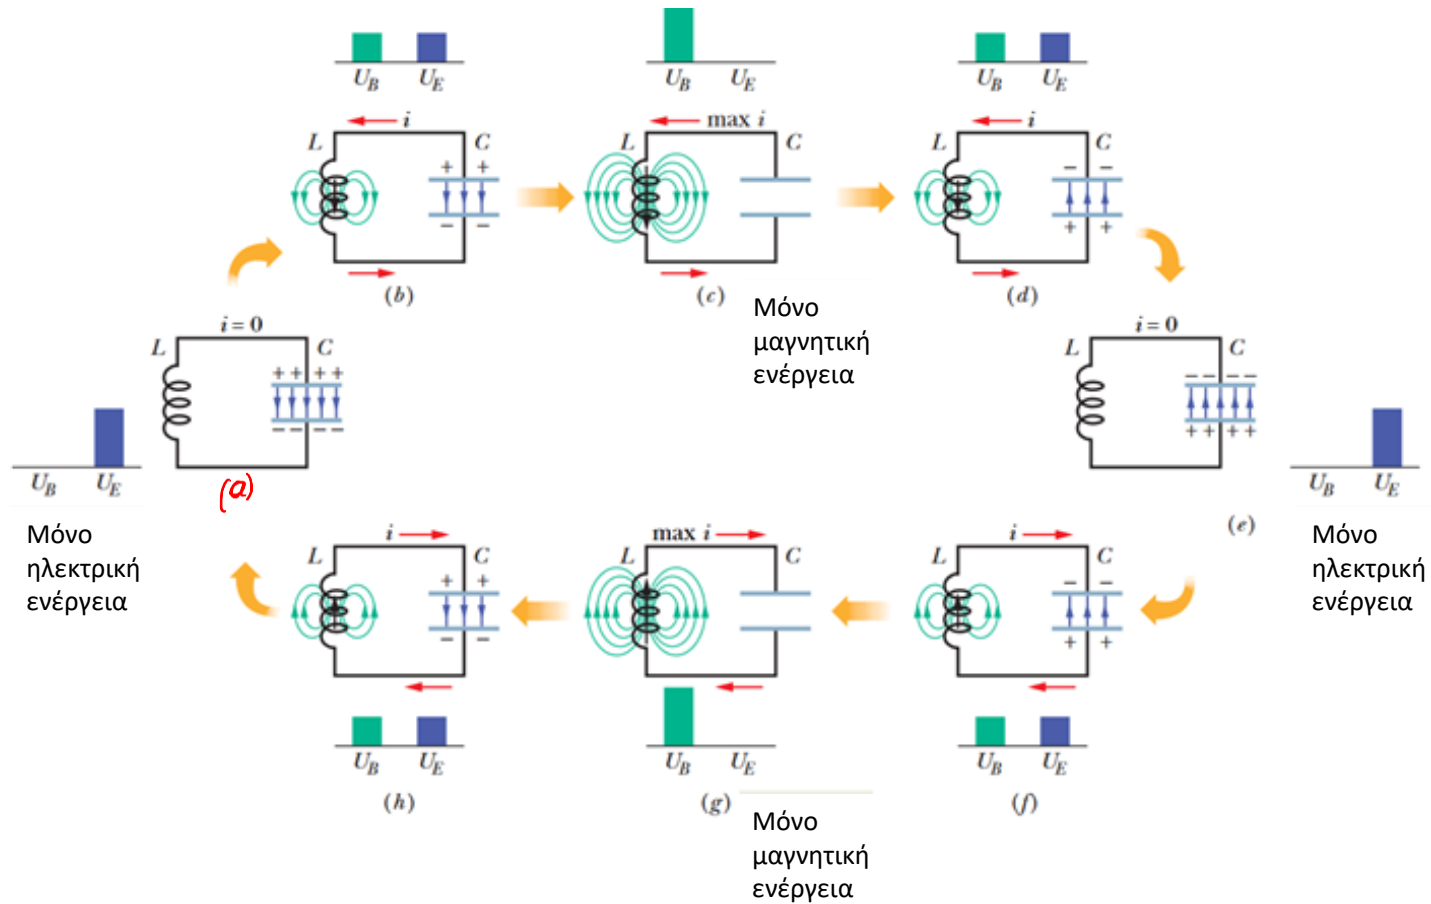 U_B U_E
i
L C
+ +
− −
(b)
U_B U_E
max i
L C
(c)
Μόνο
μαγνητική
ενέργεια
U_B U_E
i
L C
− −
+ +
(d)
i = 0
L C
+ + + +
− − − −
(a)
U_B U_E
Μόνο
ηλεκτρική
ενέργεια
i = 0
L C
− − − −
+ + + +
(e)
U_B U_E
Μόνο
ηλεκτρική
ενέργεια
i
L C
+ +
− −
U_B U_E
(h)
max i
L C
U_B U_E
(g)
Μόνο
μαγνητική
ενέργεια
i
L C
− −
+ +
U_B U_E
(f)